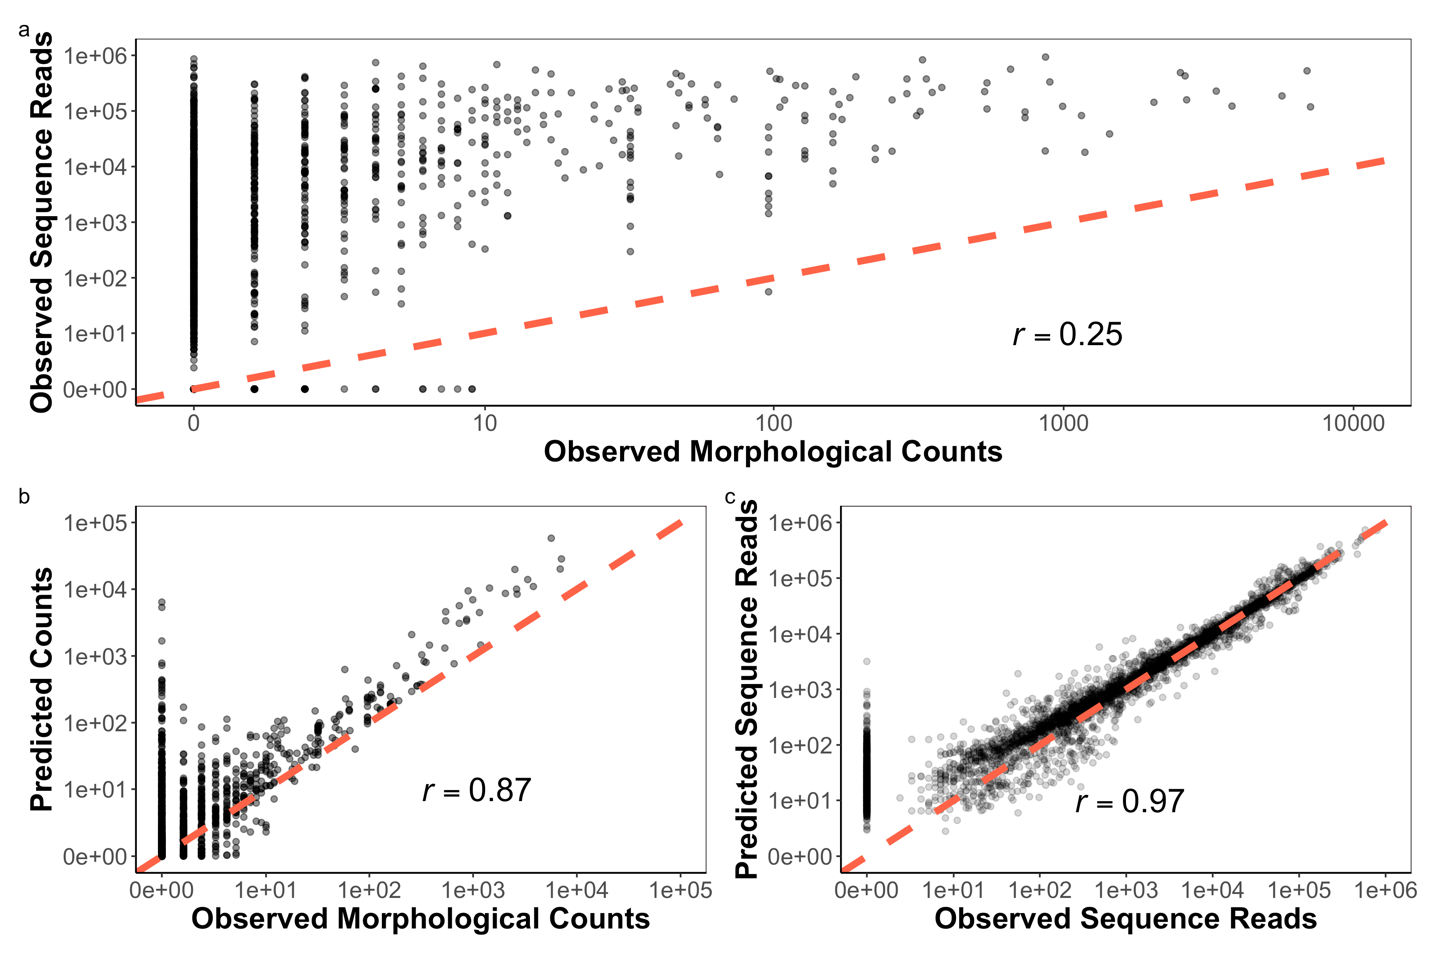 a
Observed Sequence Reads
1e+06
1e+05
1e+04
1e+03
1e+02
1e+01
0e+00
r = 0.25
0
10
100
1000
10000
Observed Morphological Counts
b
Predicted Counts
1e+05
1e+04
1e+03
1e+02
1e+01
0e+00
r = 0.87
0e+00
1e+01
1e+02
1e+03
1e+04
1e+05
Observed Morphological Counts
c
Predicted Sequence Reads
1e+06
1e+05
1e+04
1e+03
1e+02
1e+01
0e+00
r = 0.97
0e+00
1e+01
1e+02
1e+03
1e+04
1e+05
1e+06
Observed Sequence Reads